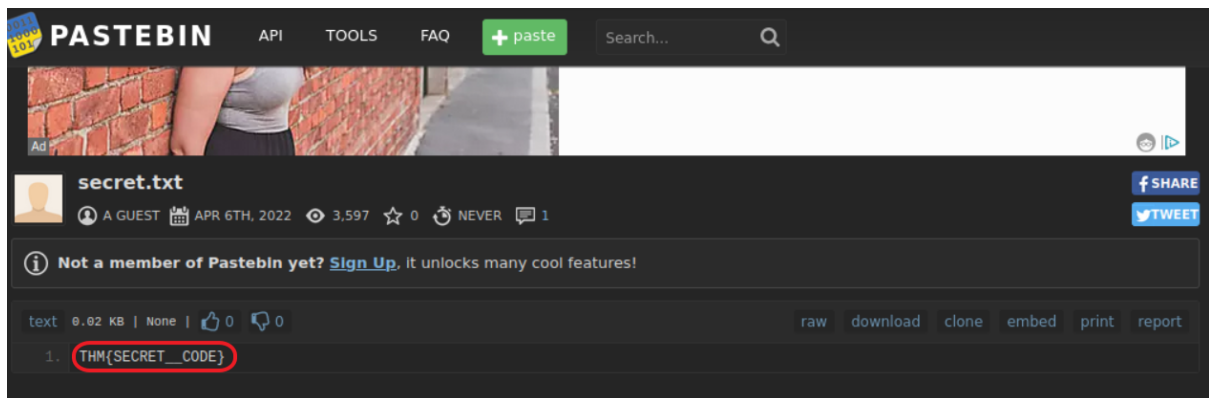 PASTEBIN API TOOLS FAQ + paste Search...
Ad
secret.txt
SHARE
A GUEST APR 6TH, 2022 3,597 0 NEVER 1
TWEET
Not a member of Pastebin yet? Sign Up, it unlocks many cool features!
text 0.02 KB | None | 0 0 raw download clone embed print report
1. THM{SECRET__CODE}